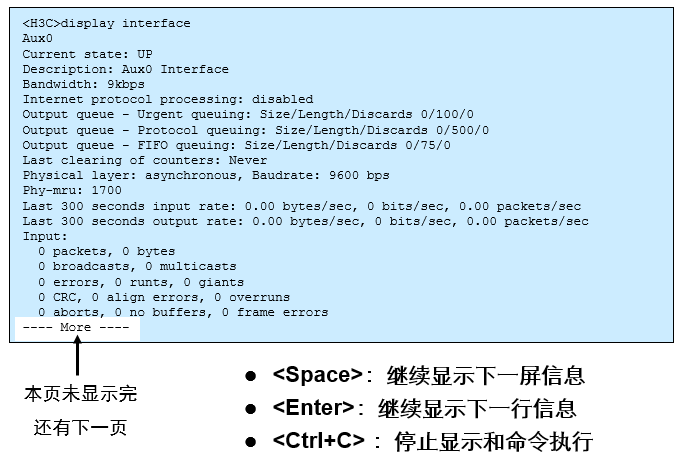 <H3C>display interface
Aux0
Current state: UP
Description: Aux0 Interface
Bandwidth: 9kbps
Internet protocol processing: disabled
Output queue - Urgent queuing: Size/Length/Discards 0/100/0
Output queue - Protocol queuing: Size/Length/Discards 0/500/0
Output queue - FIFO queuing: Size/Length/Discards 0/75/0
Last clearing of counters: Never
Physical layer: asynchronous, Baudrate: 9600 bps
Phy-mru: 1700
Last 300 seconds input rate: 0.00 bytes/sec, 0 bits/sec, 0.00 packets/sec
Last 300 seconds output rate: 0.00 bytes/sec, 0 bits/sec, 0.00 packets/sec
Input:
  0 packets, 0 bytes
  0 broadcasts, 0 multicasts
  0 errors, 0 runts, 0 giants
  0 CRC, 0 align errors, 0 overruns
  0 aborts, 0 no buffers, 0 frame errors
---- More ----
本页未显示完
还有下一页
● <Space>：继续显示下一屏信息
● <Enter>：继续显示下一行信息
● <Ctrl+C>：停止显示和命令执行